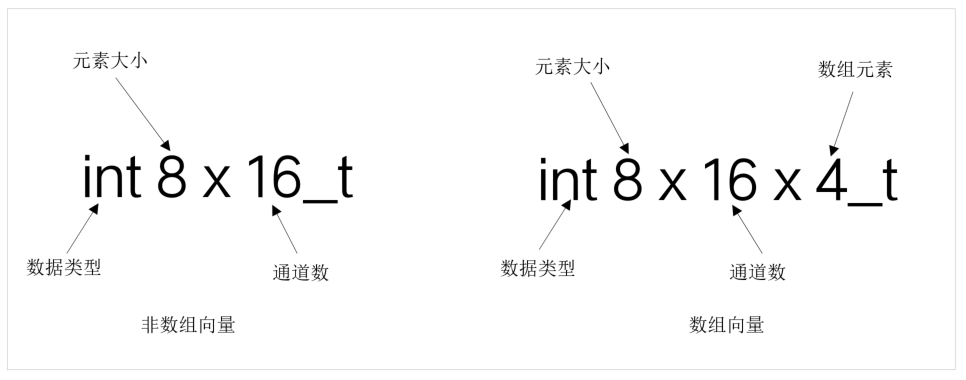 元素大小
int 8 x 16_t
数据类型
通道数
非数组向量
元素大小
数组元素
int 8 x 16 x 4_t
数据类型
通道数
数组向量